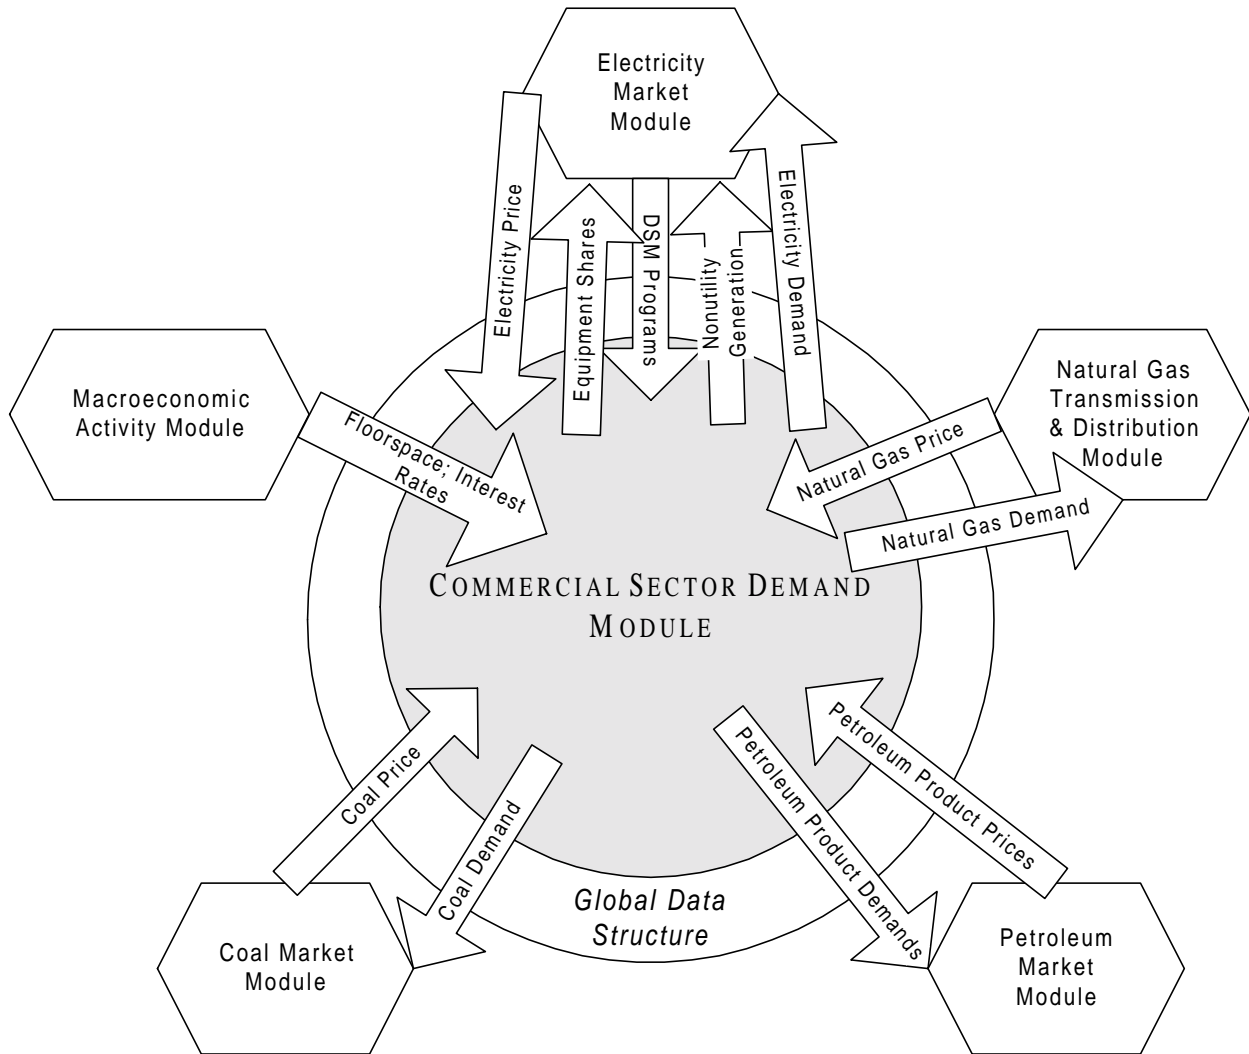 Electricity
Market
Module
Electricity Price
Equipment Shares
DSM Programs
Nonutility
Generation
Electricity Demand
Macroeconomic
Activity Module
Floorspace; Interest
Rates
Natural Gas
Transmission
& Distribution
Module
Natural Gas Price
Natural Gas Demand
COMMERCIAL SECTOR DEMAND
MODULE
Coal Price
Coal Demand
Petroleum Product Demands
Petroleum Product Prices
Global Data
Structure
Coal Market
Module
Petroleum
Market
Module